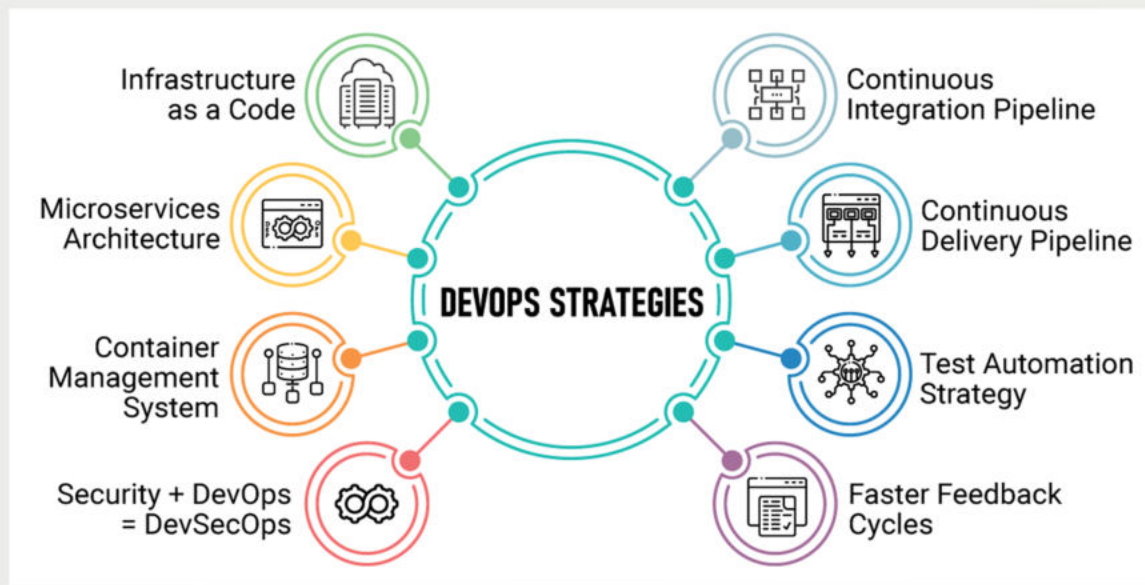 Infrastructure
as a Code
Continuous
Integration Pipeline
Microservices
Architecture
Continuous
Delivery Pipeline
DEVOPS STRATEGIES
Container
Management
System
Test Automation
Strategy
Security + DevOps
= DevSecOps
Faster Feedback
Cycles